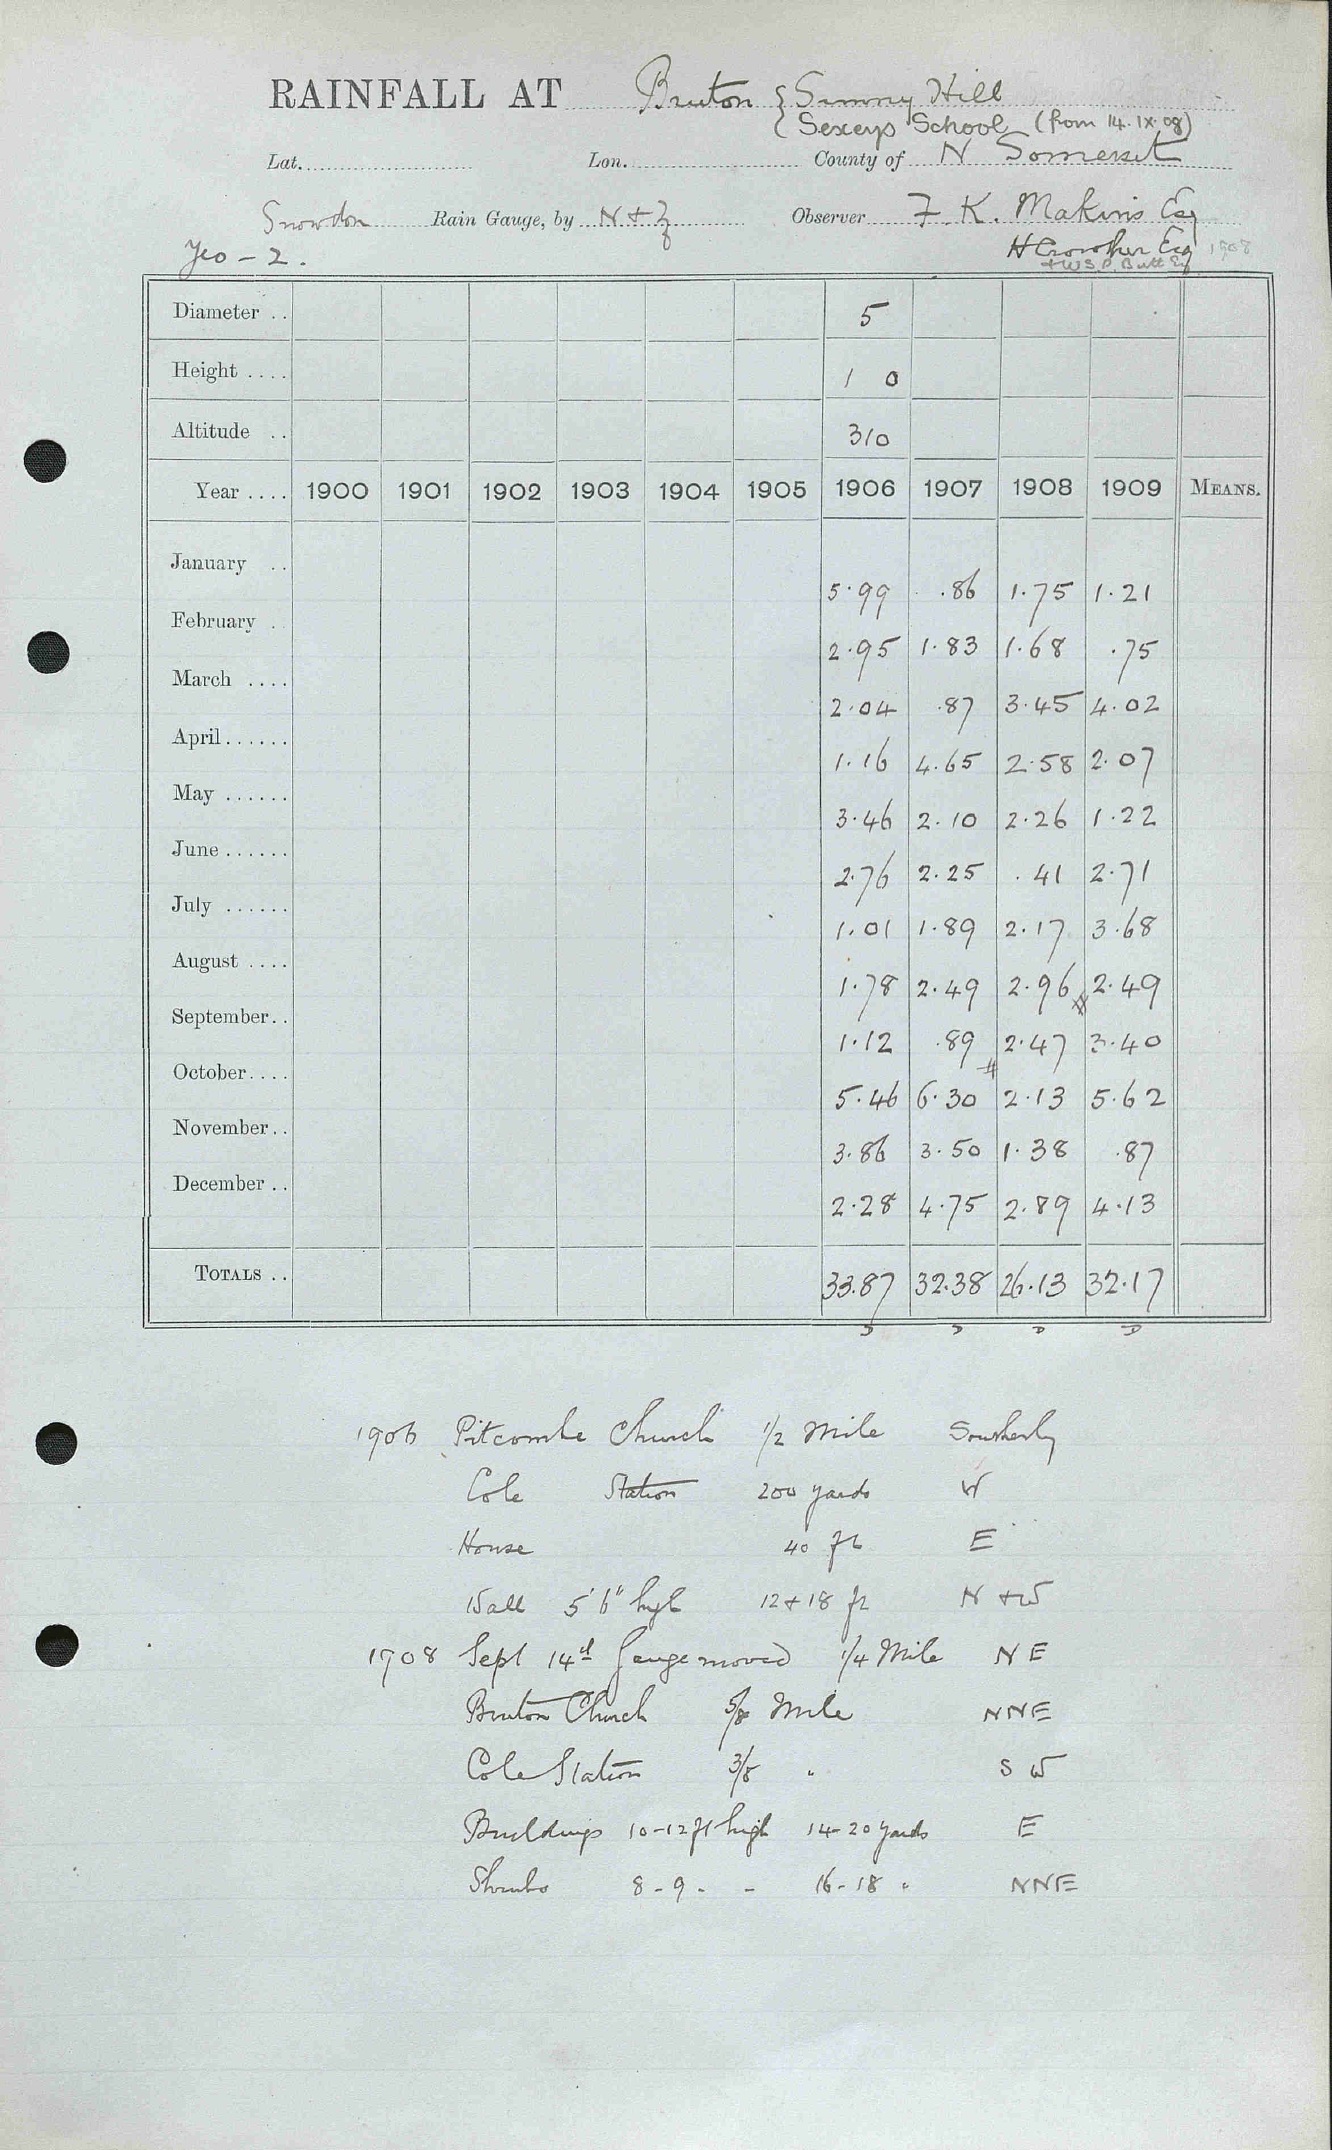 RAINFALL AT Bruton { Sunny Hill
{ Sexeys School (from 14.IX.08)
Lat. Lon. County of N Somerset
Snowdon Rain Gauge, by N & Z Observer F. K. Makins Esq
Yeo - 2. H Crowther Esq 1908
+ W.S.P. Butt Esq
Diameter .. 5
Height .... 1 0
Altitude .. 310
Year .... 1900 1901 1902 1903 1904 1905 1906 1907 1908 1909 MEANS.
January .. 5.99 .86 1.75 1.21
February . 2.95 1.83 1.68 .75
March .... 2.04 .87 3.45 4.02
April...... 1.16 4.65 2.58 2.07
May ...... 3.46 2.10 2.26 1.22
June...... 2.76 2.25 .41 2.71
July ...... 1.01 1.89 2.17 3.68
August .... 1.78 2.49 2.96 2.49
September.. 1.12 .89 2.47 3.40
October.... 5.46 6.30 2.13 5.62
November.. 3.86 3.50 1.38 .87
December .. 2.28 4.75 2.89 4.13
TOTALS .. 33.87 32.38 26.13 32.17
1906 Pitcombe Church 1/2 Mile Southerly
Cole Station 200 yards W
House 40 ft E
Wall 5'6" high 12 + 18 ft N + W
1908 Sept 14th Gauge moved 1/4 Mile NE
Bruton Church 5/8 Mile NNE
Cole Station 3/8 " SW
Buildings 10-12 ft high 14-20 yards E
Shrubs 8-9 - - 16-18 " NNE